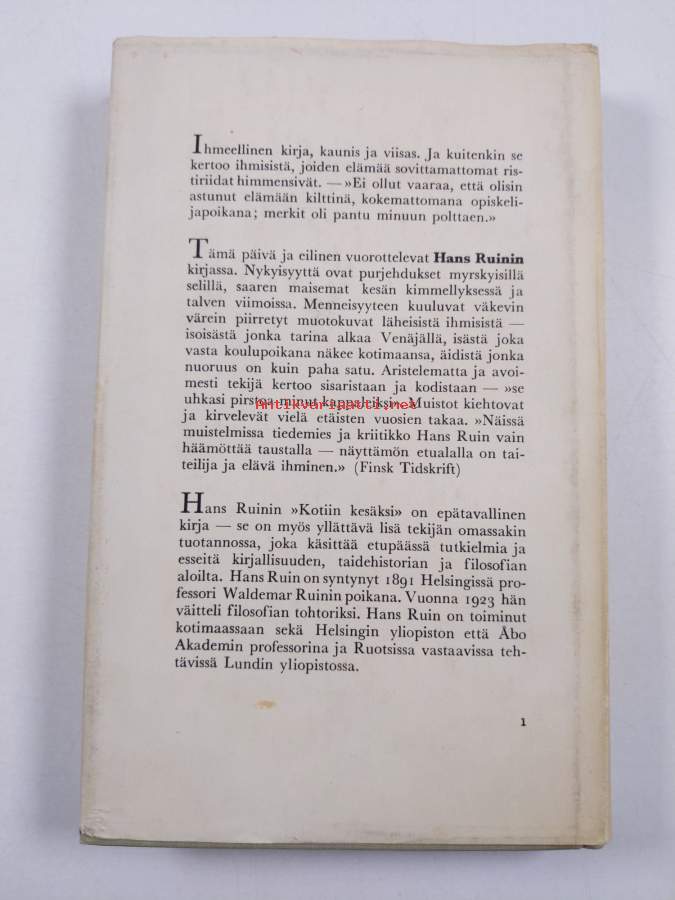 Ihmeellinen kirja, kaunis ja viisas. Ja kuitenkin se
kertoo ihmisistä, joiden elämää sovittamattomat ris-
tiriidat himmensivät. — »Ei ollut vaaraa, että olisin
astunut elämään kilttinä, kokemattomana opiskeli-
japoikana; merkit oli pantu minuun polttaen.»
Tämä päivä ja eilinen vuorottelevat Hans Ruinin
kirjassa. Nykyisyyttä ovat purjehdukset myrskyisillä
selillä, saaren maisemat kesän kimmellyksessä ja
talven viimoissa. Menneisyyteen kuuluvat väkevin
värein piirretyt muotokuvat läheisistä ihmisistä —
isoisästä jonka tarina alkaa Venäjällä, isästä joka
vasta koulupoikana näkee kotimaansa, äidistä jonka
nuoruus on kuin paha satu. Aristelematta ja avoi-
mesti tekijä kertoo sisaristaan ja kodistaan — »se
uhkasi pirstoa minut kappaleiksi». Muistot kiehtovat
Antikvariaatti.net
ja kirvelevät vielä etäisten vuosien takaa. »Näissä
muistelmissa tiedemies ja kriitikko Hans Ruin vain
häämöttää taustalla — näyttämön etualalla on tai-
teilija ja elävä ihminen.» (Finsk Tidskrift)
Hans Ruinin »Kotiin kesäksi» on epätavallinen
kirja — se on myös yllättävä lisä tekijän omassakin
tuotannossa, joka käsittää etupäässä tutkielmia ja
esseitä kirjallisuuden, taidehistorian ja filosofian
aloilta. Hans Ruin on syntynyt 1891 Helsingissä pro-
fessori Waldemar Ruinin poikana. Vuonna 1923 hän
väitteli filosofian tohtoriksi. Hans Ruin on toiminut
kotimaassaan sekä Helsingin yliopiston että Åbo
Akademin professorina ja Ruotsissa vastaavissa teh-
tävissä Lundin yliopistossa.
1